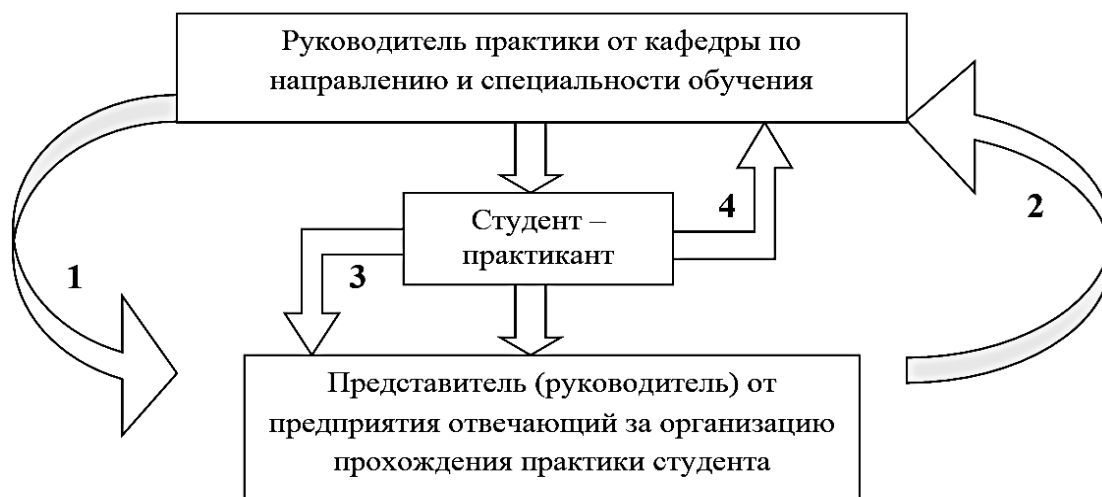 Руководитель практики от кафедры по
направлению и специальности обучения
Студент –
практикант
4
2
3
1
Представитель (руководитель) от
предприятия отвечающий за организацию
прохождения практики студента